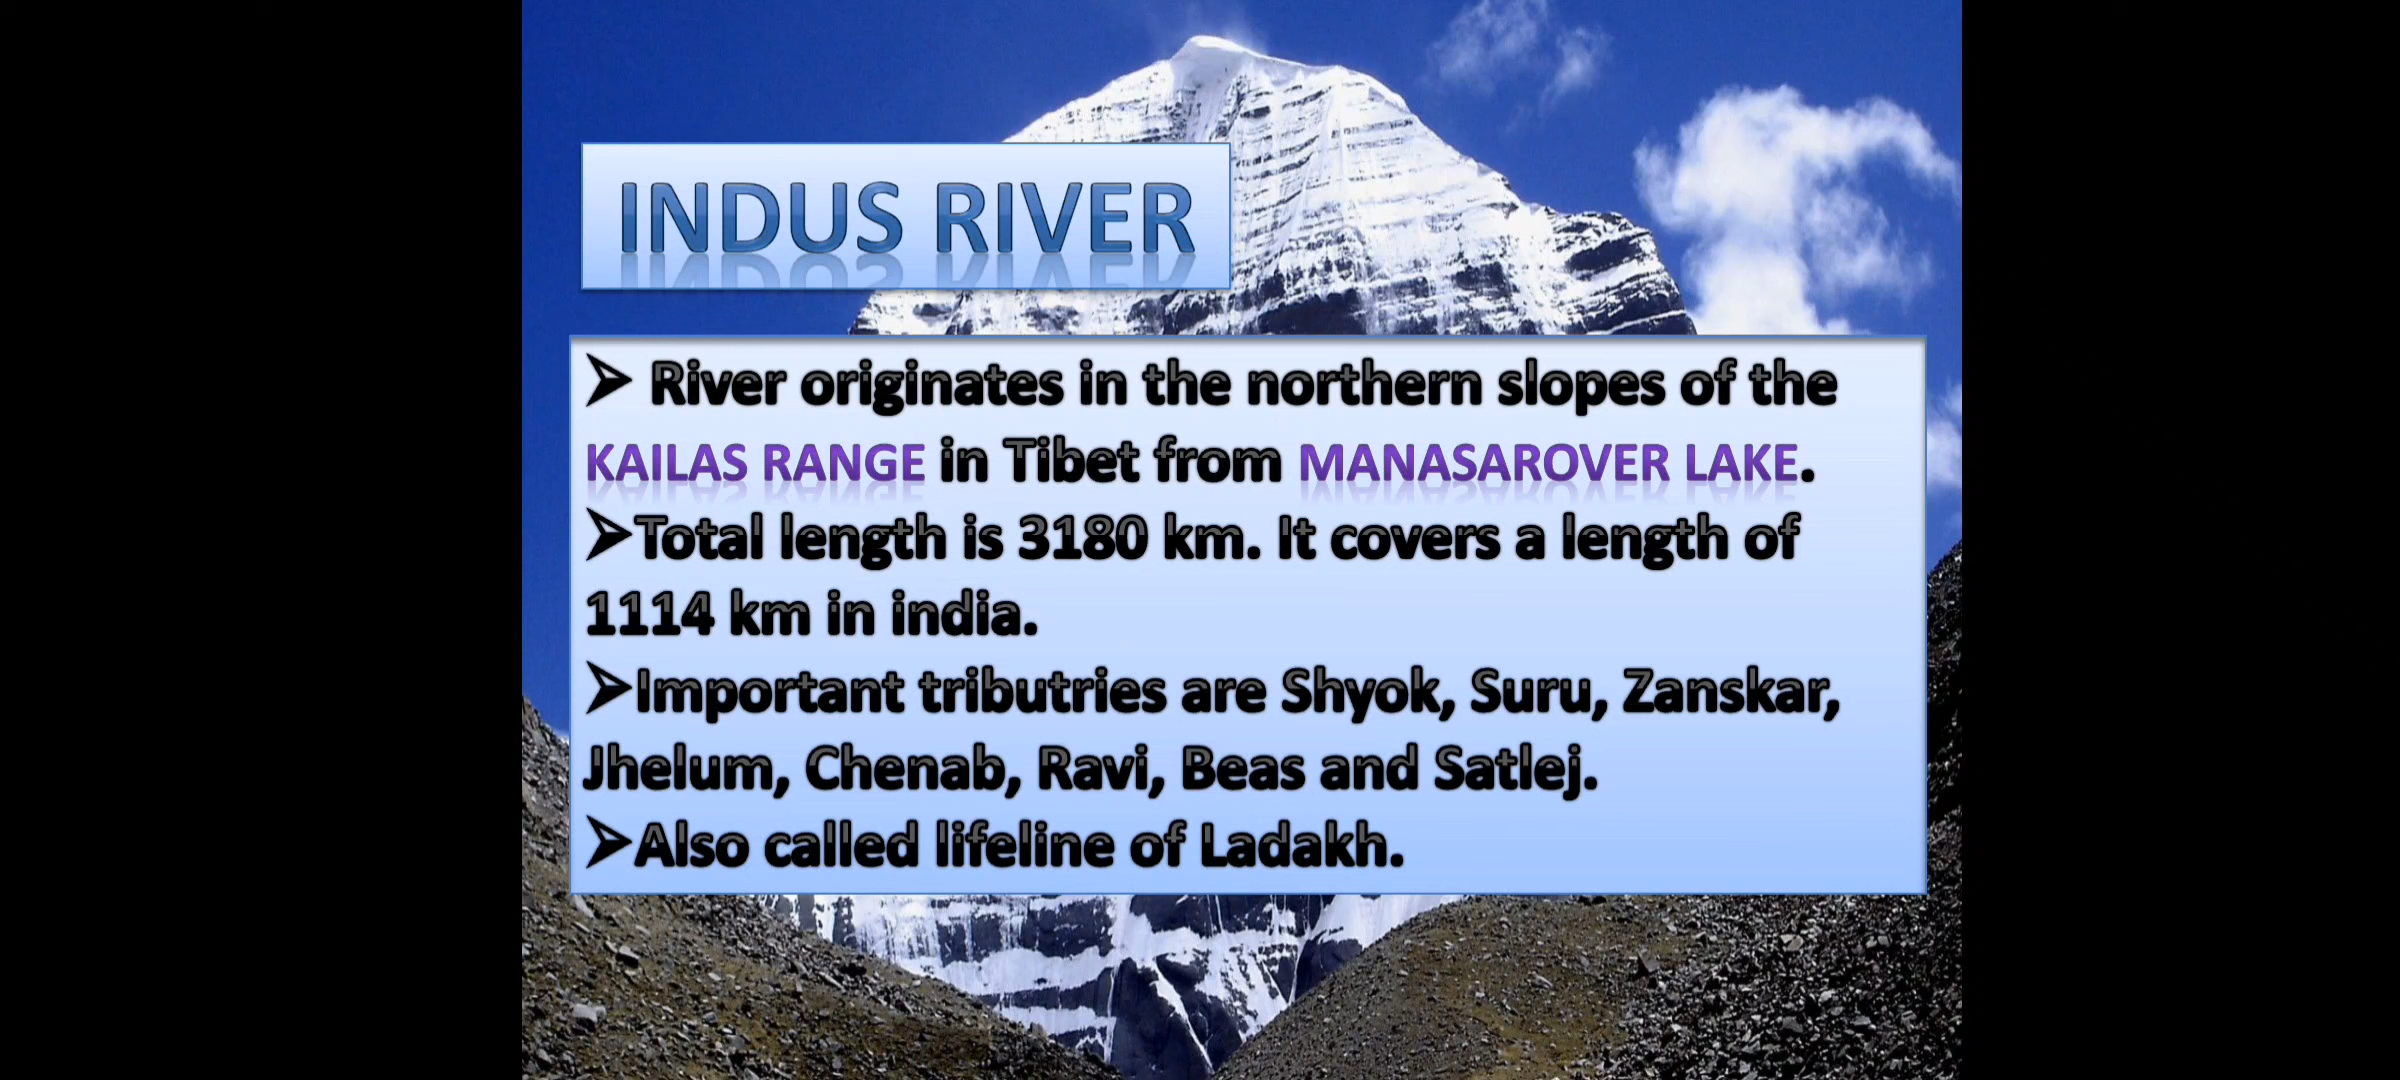 INDUS RIVER
➢ River originates in the northern slopes of the
KAILAS RANGE in Tibet from MANASAROVER LAKE.
➢Total length is 3180 km. It covers a length of
1114 km in india.
➢Important tributries are Shyok, Suru, Zanskar,
Jhelum, Chenab, Ravi, Beas and Satlej.
➢Also called lifeline of Ladakh.